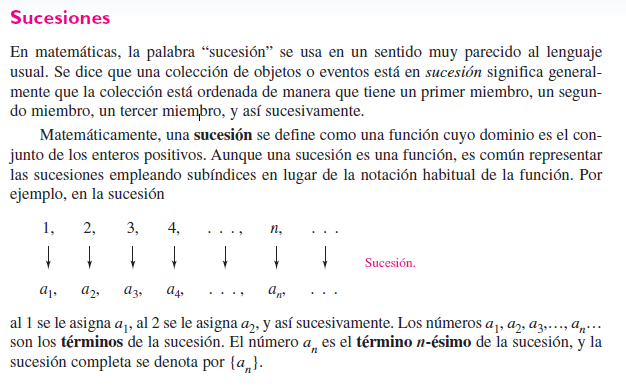 Sucesiones
En matemáticas, la palabra “sucesión” se usa en un sentido muy parecido al lenguaje
usual. Se dice que una colección de objetos o eventos está en sucesión significa general-
mente que la colección está ordenada de manera que tiene un primer miembro, un segun-
do miembro, un tercer miembro, y así sucesivamente.
Matemáticamente, una sucesión se define como una función cuyo dominio es el con-
junto de los enteros positivos. Aunque una sucesión es una función, es común representar
las sucesiones empleando subíndices en lugar de la notación habitual de la función. Por
ejemplo, en la sucesión
1, 2, 3, 4, . . . , n, . . .
↓ ↓ ↓ ↓ ↓ ↓ ↓ Sucesión.
a₁, a₂, a₃, a₄, . . . , aₙ, . . .
al 1 se le asigna a₁, al 2 se le asigna a₂, y así sucesivamente. Los números a₁, a₂, a₃,…, aₙ…
son los términos de la sucesión. El número aₙ es el término n-ésimo de la sucesión, y la
sucesión completa se denota por {aₙ}.